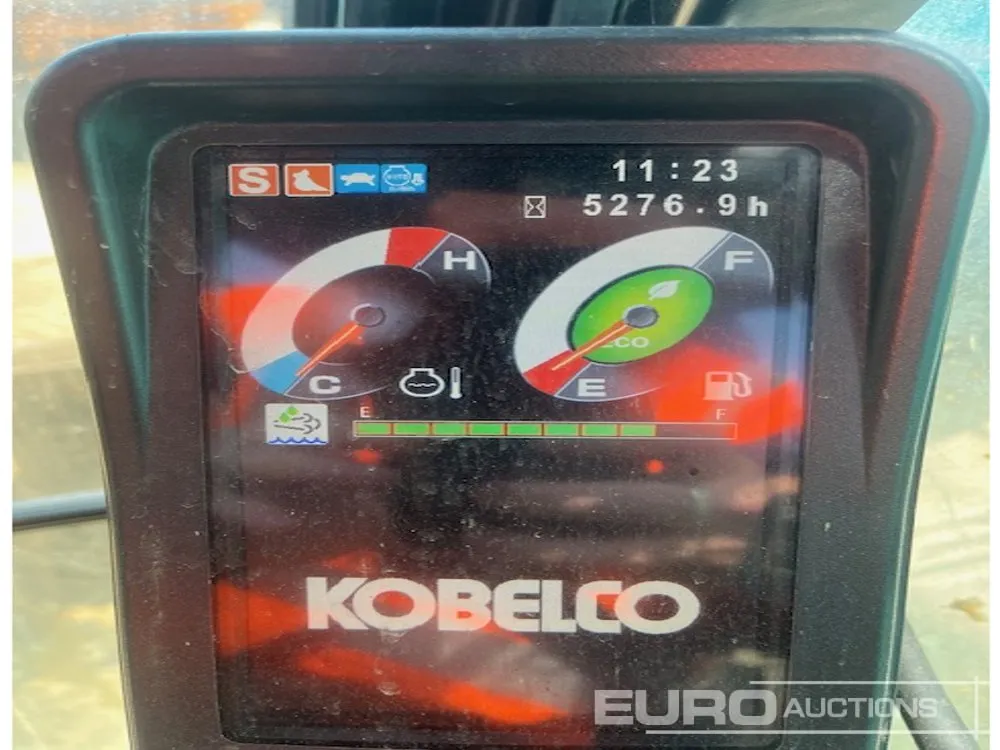 S
11:23
5276.9h
H
F
ECO
C
E
E
F
KOBELCO
EURO AUCTIONS